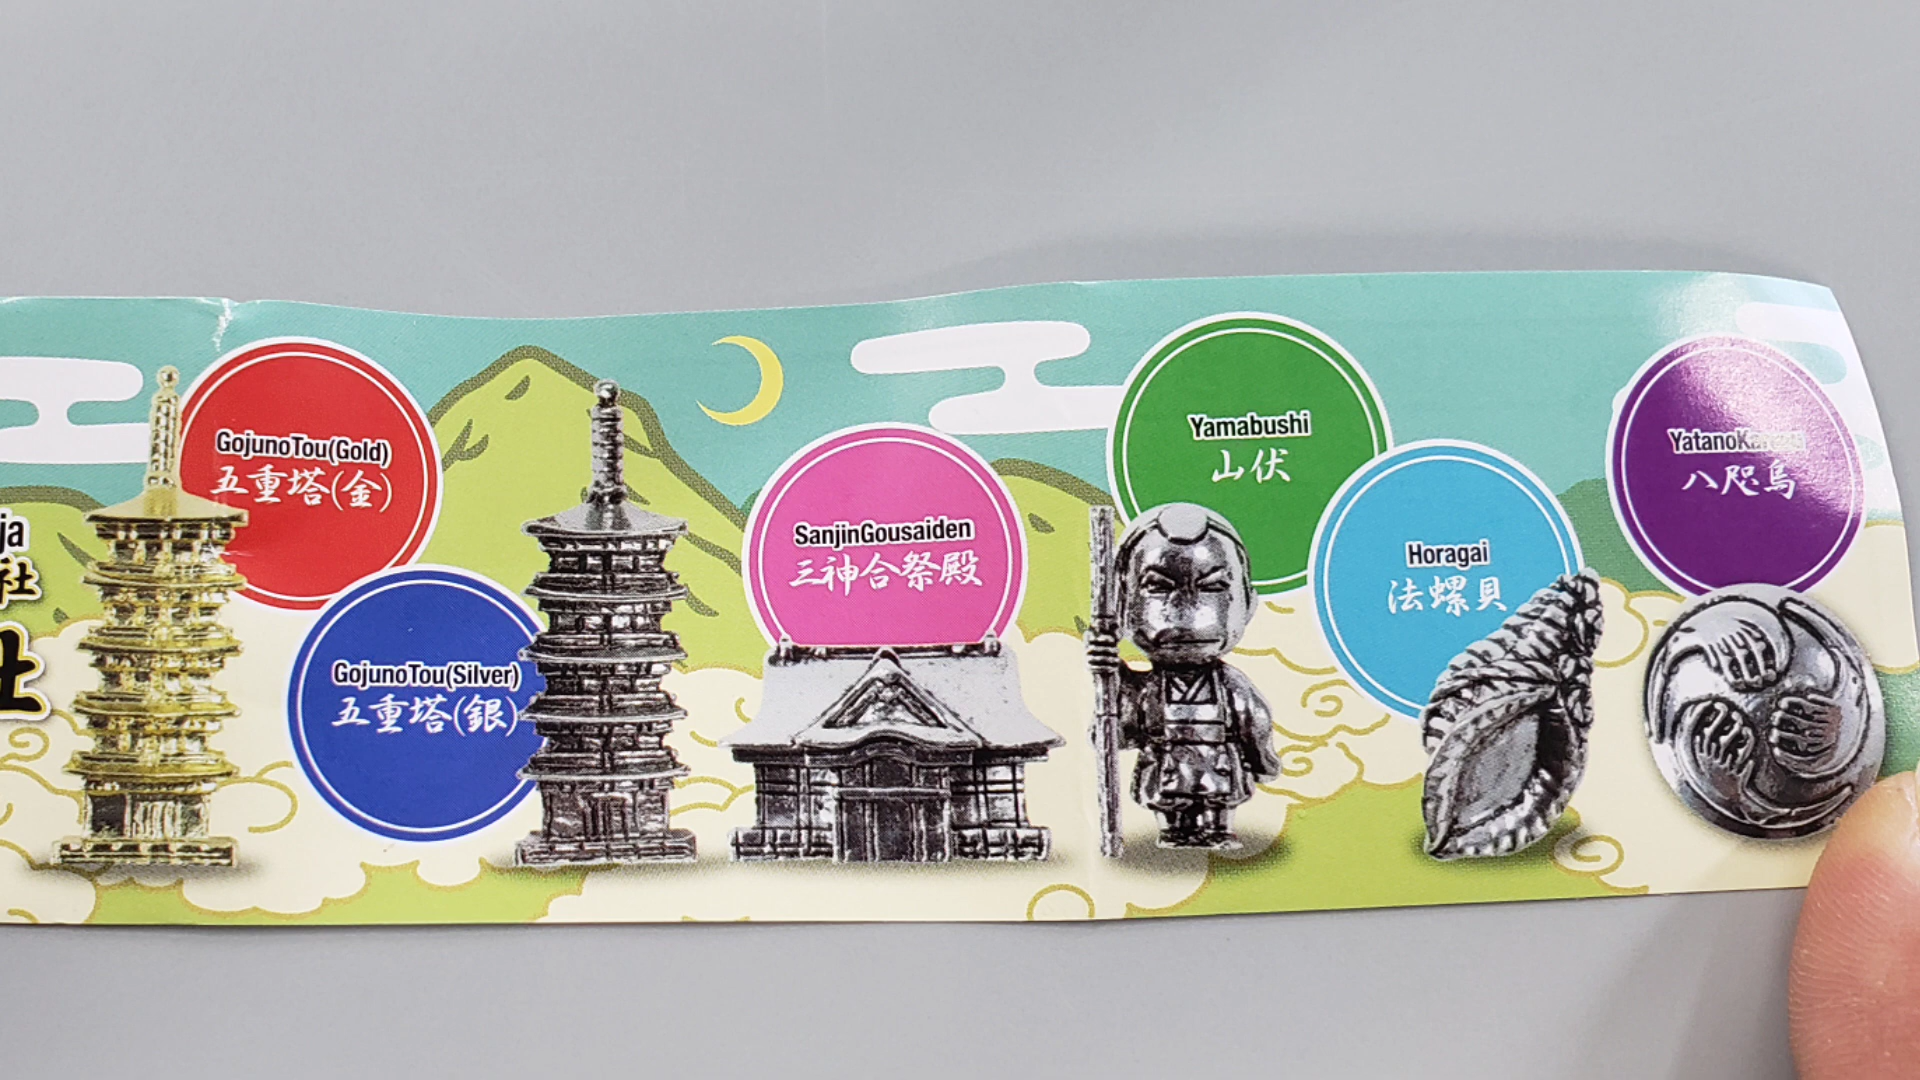 ja
社
社
GojunoTou(Gold)
五重塔(金)
GojunoTou(Silver)
五重塔(銀)
SanjinGousaiden
三神合祭殿
Yamabushi
山伏
Horagai
法螺貝
八咫烏